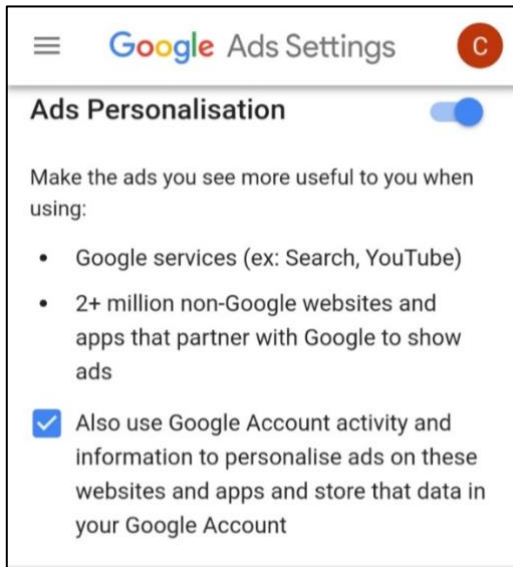 Google Ads Settings
C
Ads Personalisation
Make the ads you see more useful to you when
using:
• Google services (ex: Search, YouTube)
• 2+ million non-Google websites and
apps that partner with Google to show
ads
Also use Google Account activity and
information to personalise ads on these
websites and apps and store that data in
your Google Account